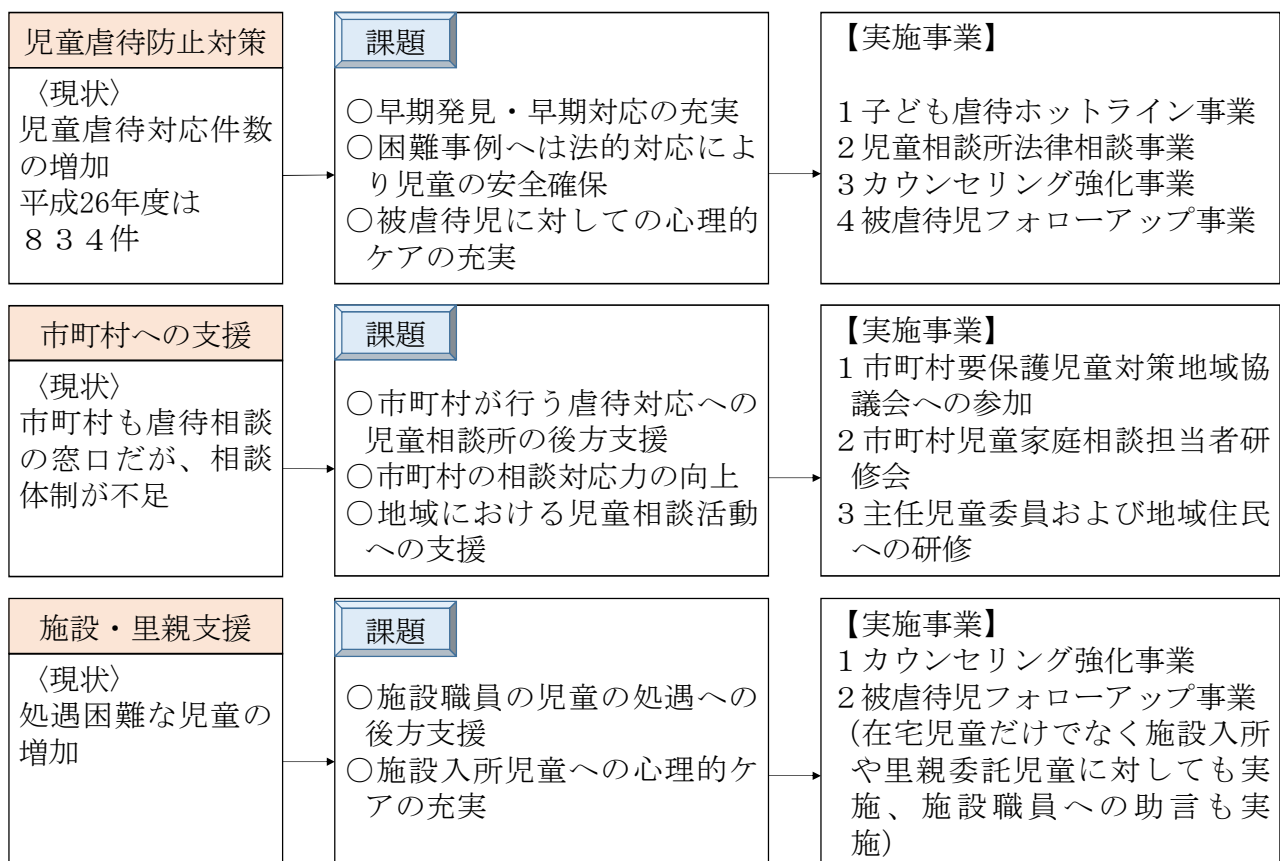 児童虐待防止対策
〈現状〉
児童虐待対応件数
の増加
平成26年度は
８３４件
課題
○早期発見・早期対応の充実
○困難事例へは法的対応によ
り児童の安全確保
○被虐待児に対しての心理的
ケアの充実
【実施事業】
１子ども虐待ホットライン事業
２児童相談所法律相談事業
３カウンセリング強化事業
４被虐待児フォローアップ事業
市町村への支援
〈現状〉
市町村も虐待相談
の窓口だが、相談
体制が不足
課題
○市町村が行う虐待対応への
児童相談所の後方支援
○市町村の相談対応力の向上
○地域における児童相談活動
への支援
【実施事業】
１市町村要保護児童対策地域協
議会への参加
２市町村児童家庭相談担当者研
修会
３主任児童委員および地域住民
への研修
施設・里親支援
〈現状〉
処遇困難な児童の
増加
課題
○施設職員の児童の処遇への
後方支援
○施設入所児童への心理的ケ
アの充実
【実施事業】
１カウンセリング強化事業
２被虐待児フォローアップ事業
(在宅児童だけでなく施設入所
や里親委託児童に対しても実
施、施設職員への助言も実
施)